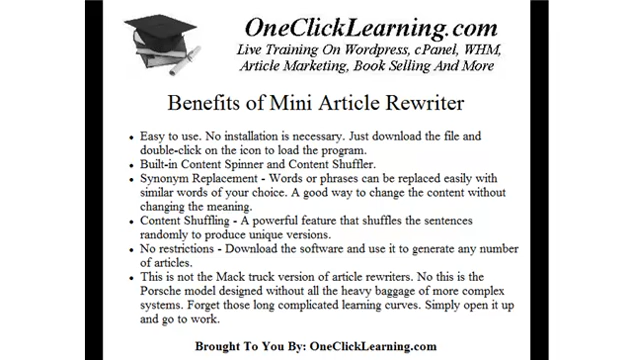 OneClickLearning.com
Live Training On Wordpress, cPanel, WHM,
Article Marketing, Book Selling And More
Benefits of Mini Article Rewriter
• Easy to use. No installation is necessary. Just download the file and
double-click on the icon to load the program.
• Built-in Content Spinner and Content Shuffler.
• Synonym Replacement - Words or phrases can be replaced easily with
similar words of your choice. A good way to change the content without
changing the meaning.
• Content Shuffling - A powerful feature that shuffles the sentences
randomly to produce unique versions.
• No restrictions - Download the software and use it to generate any number
of articles.
• This is not the Mack truck version of article rewriters. No this is the
Porsche model designed without all the heavy baggage of more complex
systems. Forget those long complicated learning curves. Simply open it up
and go to work.
Brought To You By: OneClickLearning.com